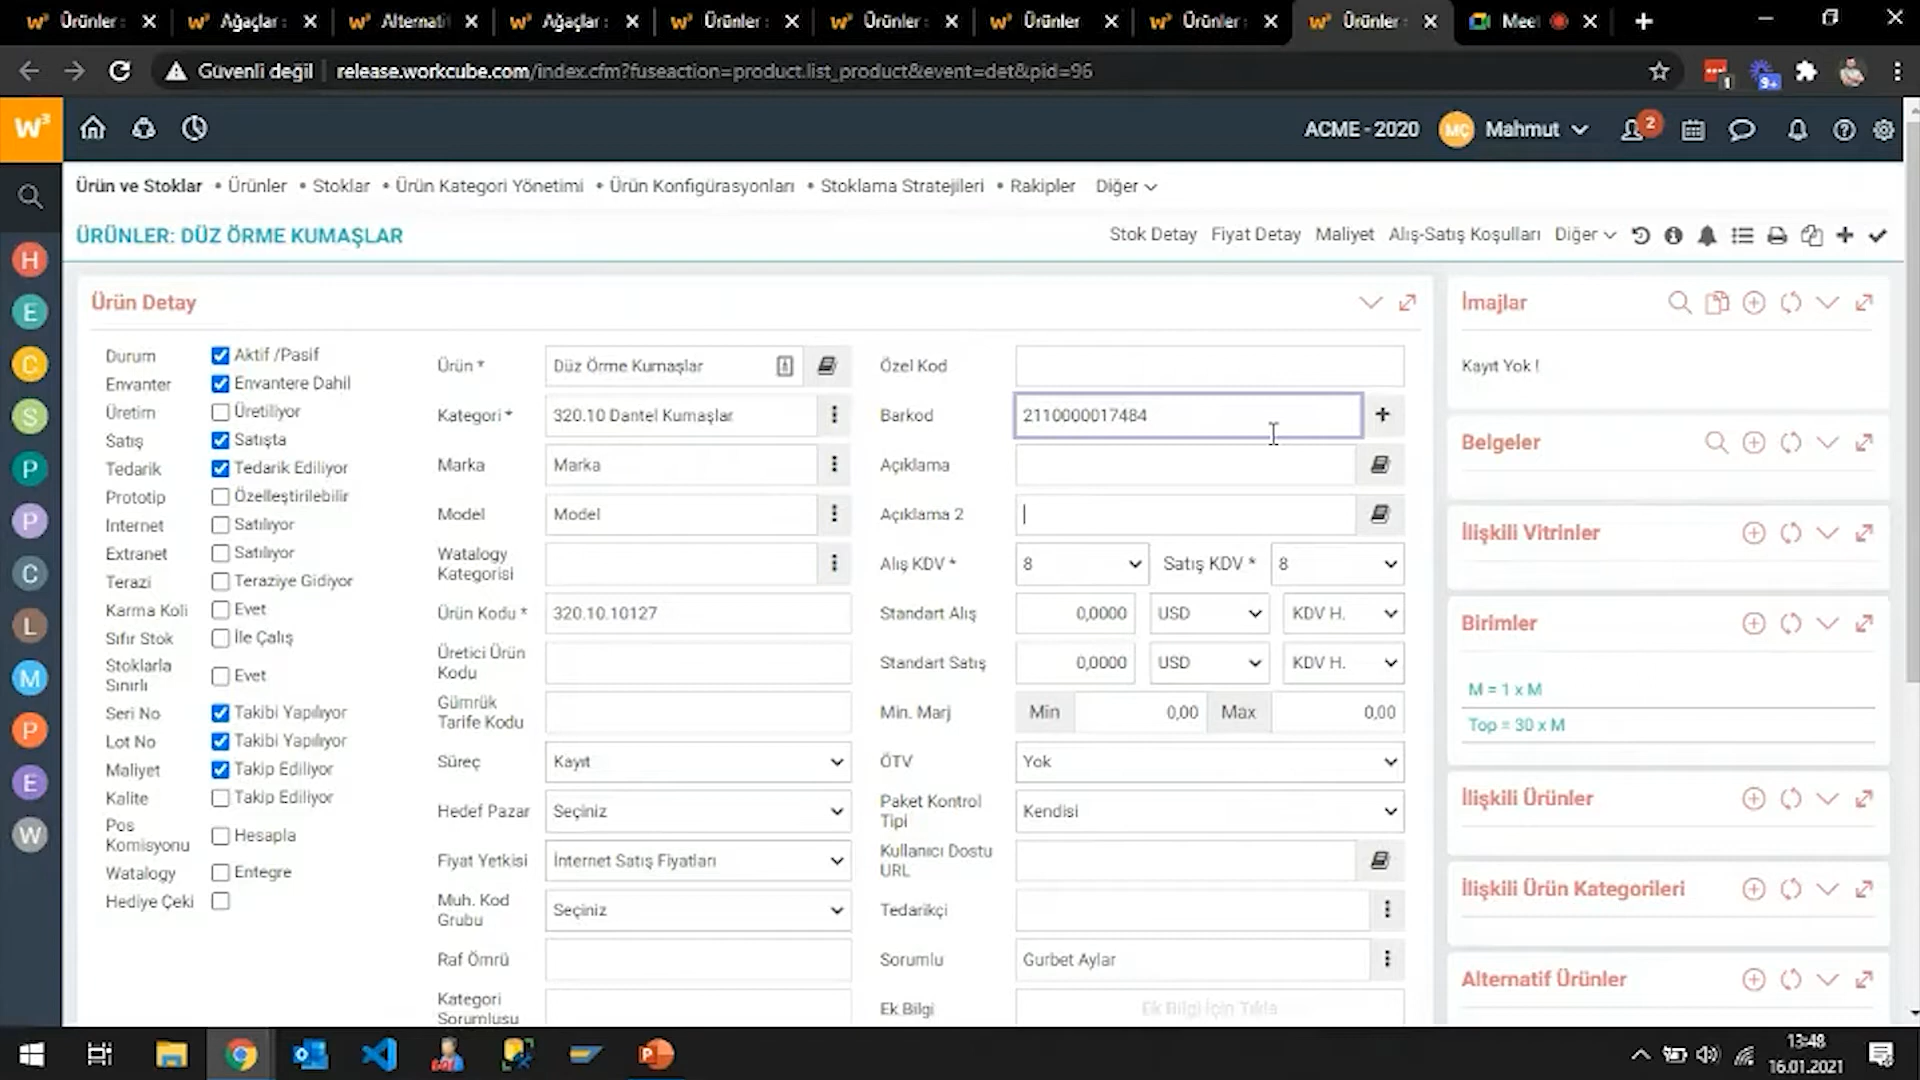 Ürünler
Ağaçlar
Alternati
Ağaçlar
Ürünler
Ürünler
Ürünler
Ürünler
Ürünler
Mee
Güvenli değil
release.workcube.com/index.cfm?fuseaction=product.list_product&event=det&pid=96
1
9+
W3
ACME - 2020
MÇ
Mahmut
2
Ürün ve Stoklar • Ürünler • Stoklar • Ürün Kategori Yönetimi • Ürün Konfigürasyonları • Stoklama Stratejileri • Rakipler Diğer
ÜRÜNLER: DÜZ ÖRME KUMAŞLAR
Stok Detay Fiyat Detay Maliyet Alış-Satış Koşulları Diğer
H
E
C
S
P
P
C
L
M
P
E
W
Ürün Detay
Durum Aktif /Pasif
Envanter Envantere Dahil
Üretim Üretiliyor
Satış Satışta
Tedarik Tedarik Ediliyor
Prototip Özelleştirilebilir
Internet Satılıyor
Extranet Satılıyor
Terazi Teraziye Gidiyor
Karma Koli Evet
Sıfır Stok İle Çalış
Stoklarla Sınırlı Evet
Seri No Takibi Yapılıyor
Lot No Takibi Yapılıyor
Maliyet Takip Ediliyor
Kalite Takip Ediliyor
Pos Komisyonu Hesapla
Watalogy Entegre
Hediye Çeki
Ürün * Düz Örme Kumaşlar
Kategori * 320.10 Dantel Kumaşlar
Marka Marka
Model Model
Watalogy Kategorisi
Ürün Kodu * 320.10.10127
Üretici Ürün Kodu
Gümrük Tarife Kodu
Süreç Kayıt
Hedef Pazar Seçiniz
Fiyat Yetkisi İnternet Satış Fiyatları
Muh. Kod Grubu Seçiniz
Raf Ömrü
Kategori Sorumlusu
Özel Kod
Barkod 2110000017484 +
Açıklama
Açıklama 2
Alış KDV * 8 Satış KDV * 8
Standart Alış 0,0000 USD KDV H.
Standart Satış 0,0000 USD KDV H.
Min. Marj Min 0,00 Max 0,00
ÖTV Yok
Paket Kontrol Tipi Kendisi
Kullanıcı Dostu URL
Tedarikçi
Sorumlu Gurbet Aylar
Ek Bilgi Ek Bilgi İçin Tıkla
İmajlar
Kayıt Yok !
Belgeler
İlişkili Vitrinler
Birimler
M = 1 x M
Top = 30 x M
İlişkili Ürünler
İlişkili Ürün Kategorileri
Alternatif Ürünler
13:48
16.01.2021